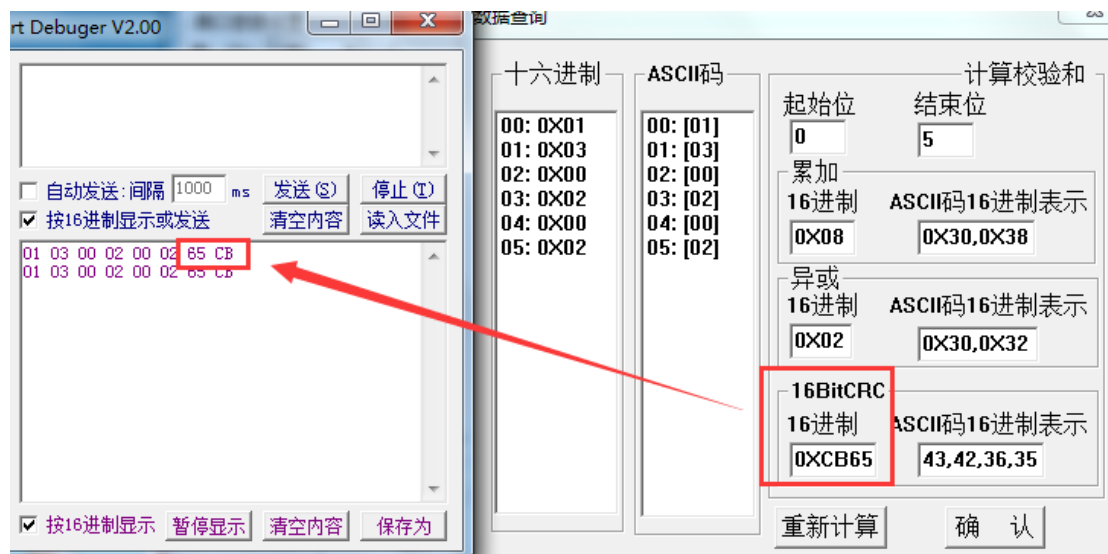 rt Debuger V2.00
自动发送:间隔 1000 ms 发送(S) 停止(T)
按16进制显示或发送 清空内容 读入文件
01 03 00 02 00 02 65 CB
01 03 00 02 00 02 65 CB
按16进制显示 暂停显示 清空内容 保存为
数据查询
十六进制
00: 0X01
01: 0X03
02: 0X00
03: 0X02
04: 0X00
05: 0X02
ASCII码
00: [01]
01: [03]
02: [00]
03: [02]
04: [00]
05: [02]
计算校验和
起始位 结束位
0 5
累加
16进制 ASCII码16进制表示
0X08 0X30,0X38
异或
16进制 ASCII码16进制表示
0X02 0X30,0X32
16BitCRC
16进制 ASCII码16进制表示
0XCB65 43,42,36,35
重新计算 确 认